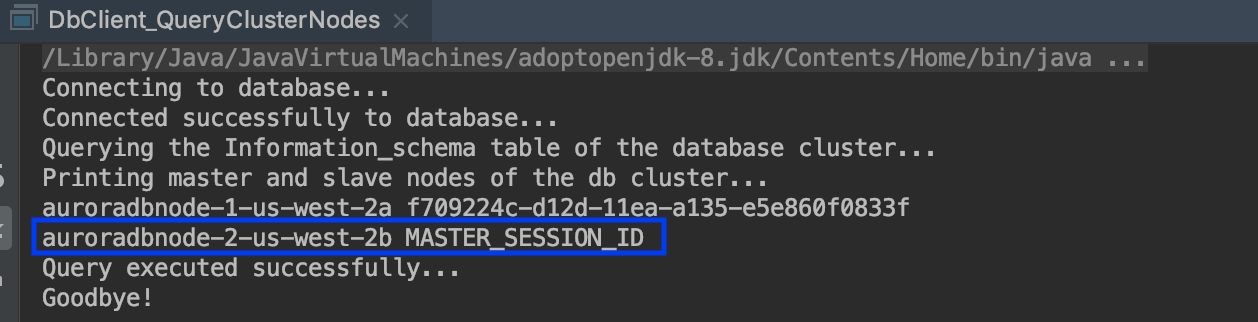 DbClient_QueryClusterNodes
/Library/Java/JavaVirtualMachines/adoptopenjdk-8.jdk/Contents/Home/bin/java ...
Connecting to database...
Connected successfully to database...
Querying the Information_schema table of the database cluster...
Printing master and slave nodes of the db cluster...
auroradbnode-1-us-west-2a f709224c-d12d-11ea-a135-e5e860f0833f
auroradbnode-2-us-west-2b MASTER_SESSION_ID
Query executed successfully...
Goodbye!